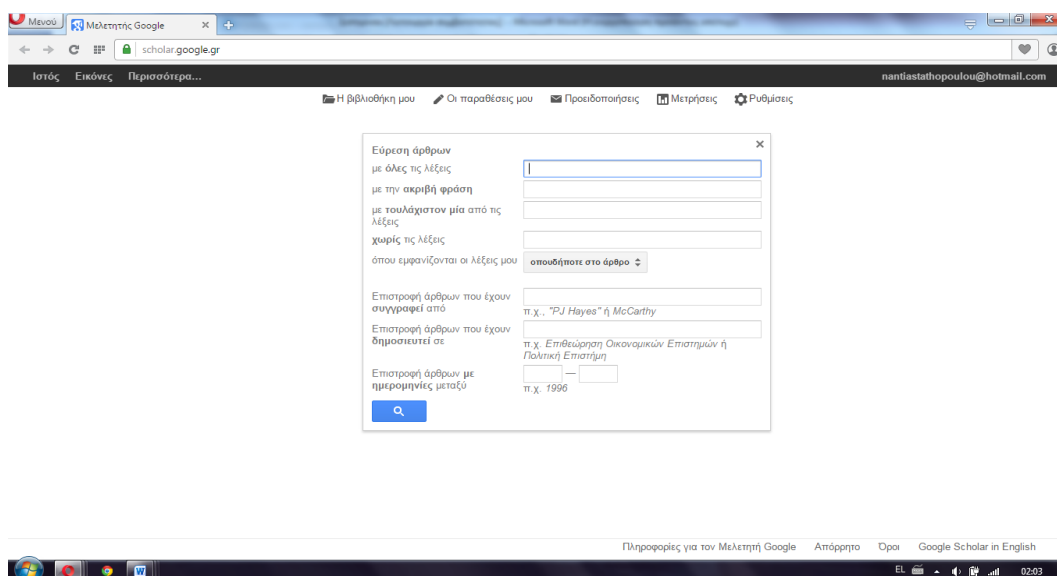 Μενού
Μελετητής Google
scholar.google.gr
Ιστός Εικόνες Περισσότερα...
nantiastathopoulou@hotmail.com
Η βιβλιοθήκη μου Οι παραθέσεις μου Προειδοποιήσεις Μετρήσεις Ρυθμίσεις
Εύρεση άρθρων
με όλες τις λέξεις
με την ακριβή φράση
με τουλάχιστον μία από τις
λέξεις
χωρίς τις λέξεις
όπου εμφανίζονται οι λέξεις μου οπουδήποτε στο άρθρο
Επιστροφή άρθρων που έχουν
συγγραφεί από
π.χ., "PJ Hayes" ή McCarthy
Επιστροφή άρθρων που έχουν
δημοσιευτεί σε
π.χ. Επιθεώρηση Οικονομικών Επιστημών ή
Πολιτική Επιστήμη
Επιστροφή άρθρων με
ημερομηνίες μεταξύ
—
π.χ. 1996
Πληροφορίες για τον Μελετητή Google Απόρρητο Όροι Google Scholar in English
EL 02:03